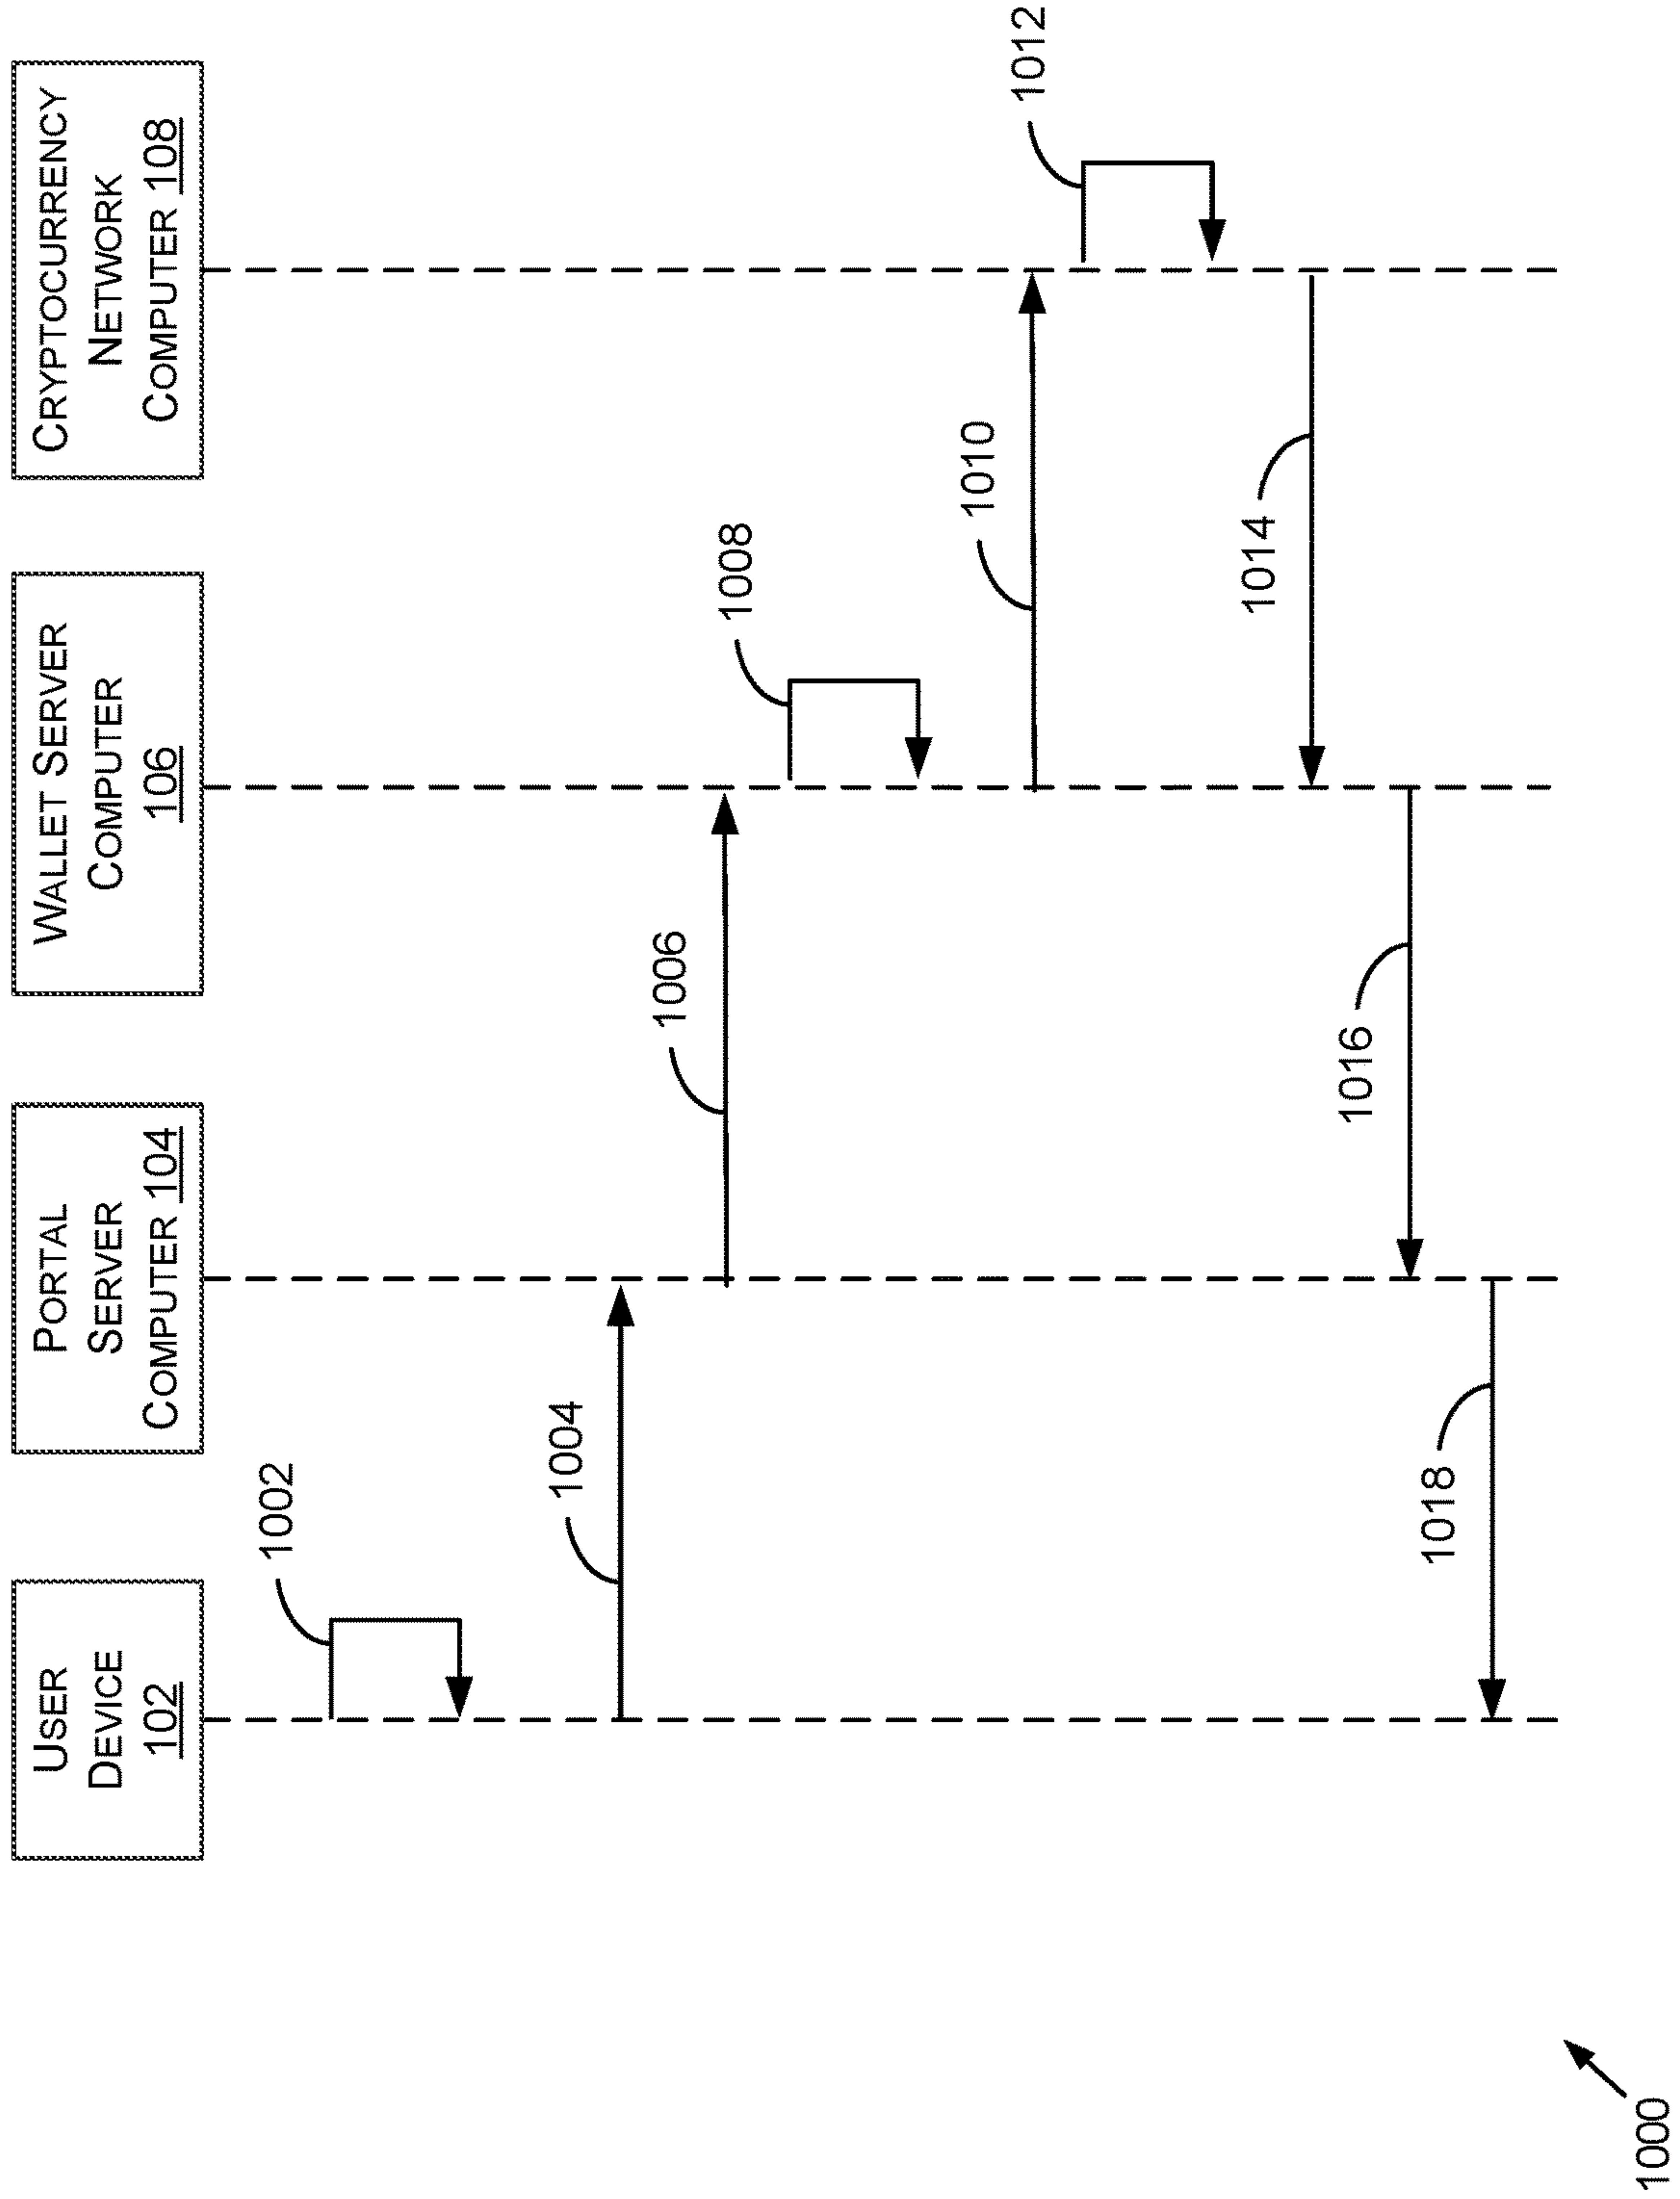 USER
DEVICE
102
PORTAL
SERVER
COMPUTER 104
WALLET SERVER
COMPUTER
106
CRYPTOCURRENCY
NETWORK
COMPUTER 108
1002
1004
1006
1008
1010
1012
1014
1016
1018
1000